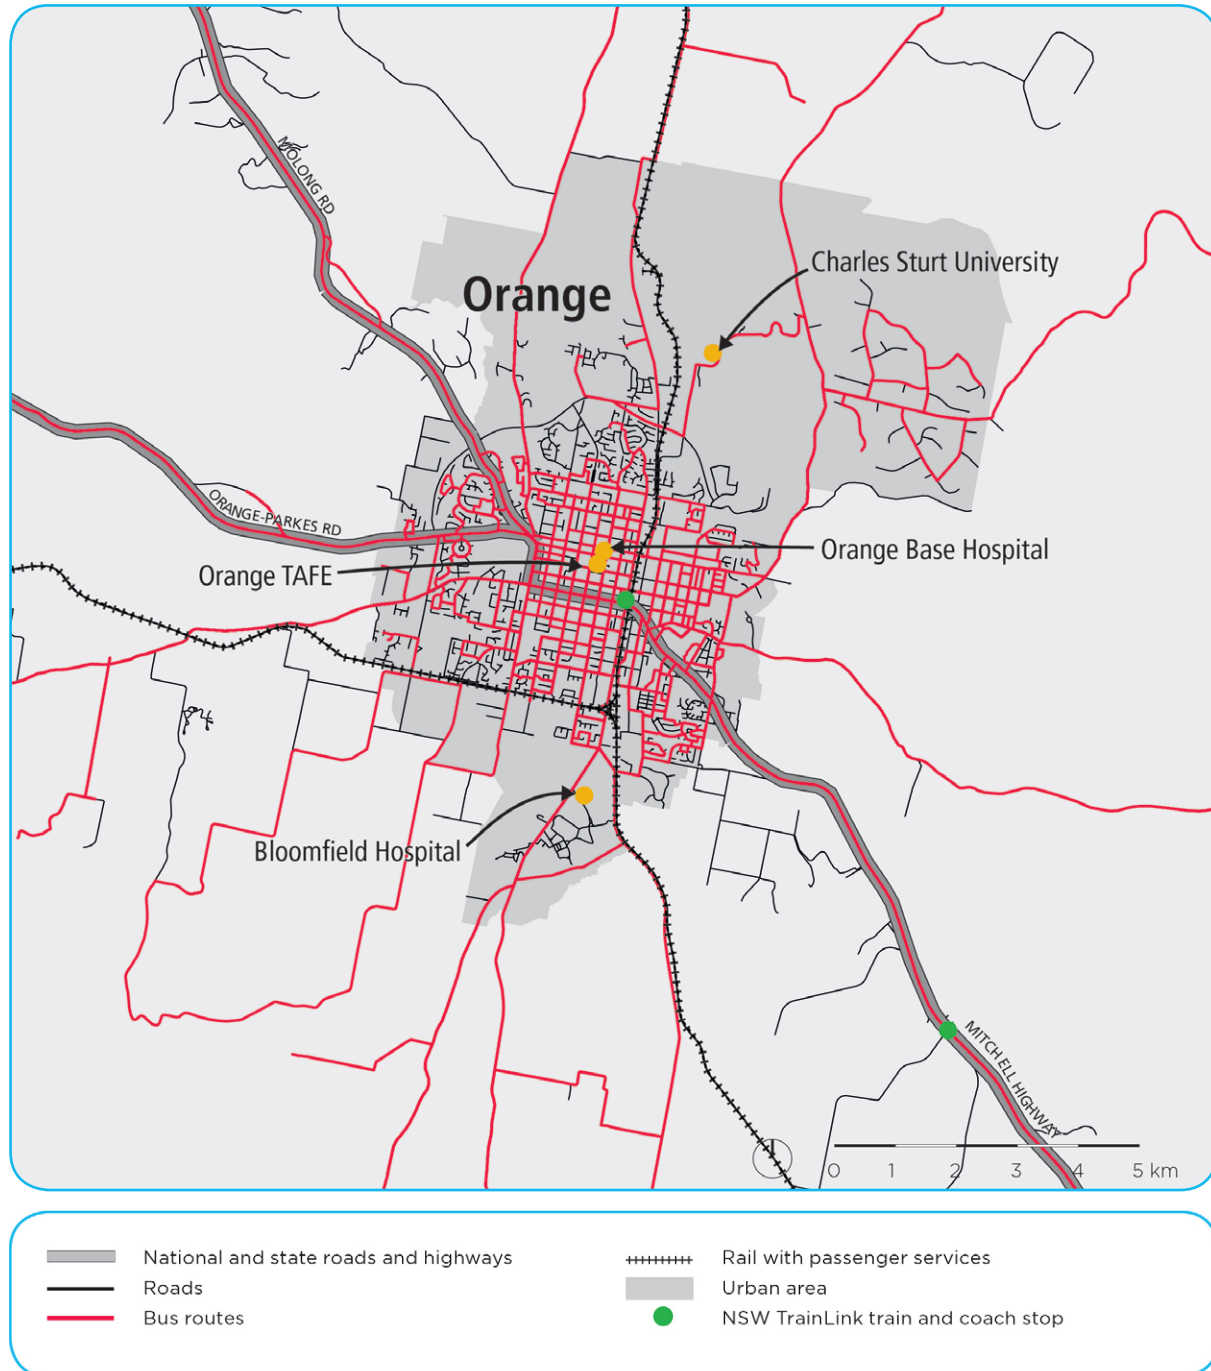 MOLONG RD
Charles Sturt University
Orange
ORANGE-PARKES RD
Orange Base Hospital
Orange TAFE
Bloomfield Hospital
MITCHELL HIGHWAY
0 1 2 3 4 5 km
National and state roads and highways
Roads
Bus routes
Rail with passenger services
Urban area
NSW TrainLink train and coach stop